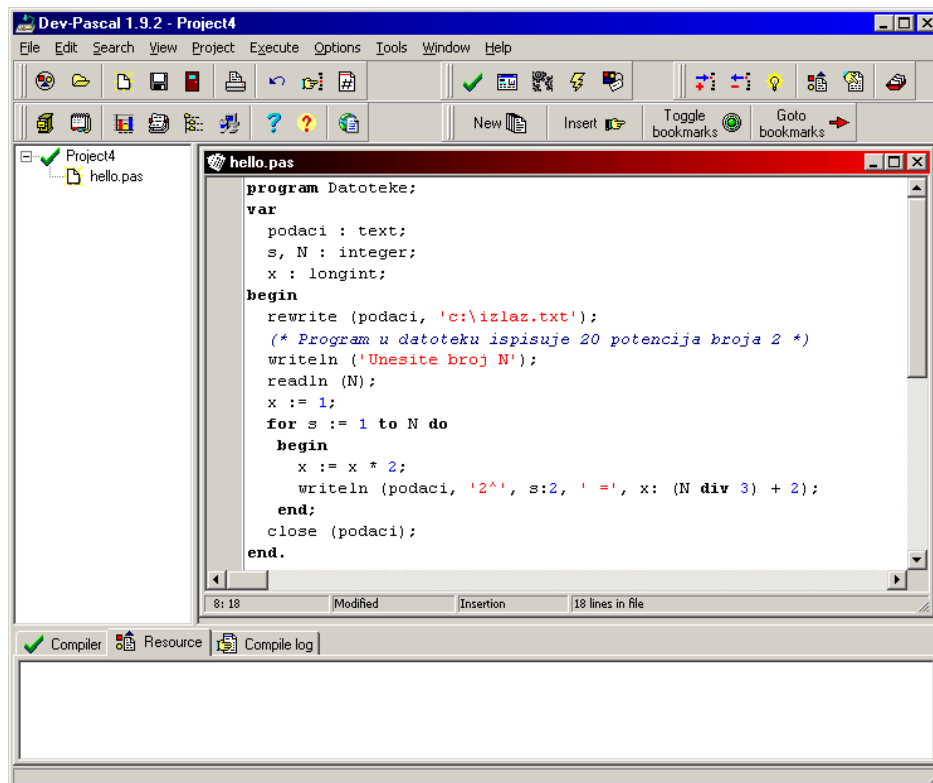 Dev-Pascal 1.9.2 - Project4
File Edit Search View Project Execute Options Tools Window Help
New Insert Toggle bookmarks Goto bookmarks
Project4
hello.pas
hello.pas
program Datoteke;
var
podaci : text;
s, N : integer;
x : longint;
begin
rewrite (podaci, 'c:\izlaz.txt');
(* Program u datoteku ispisuje 20 potencija broja 2 *)
writeln ('Unesite broj N');
readln (N);
x := 1;
for s := 1 to N do
begin
x := x * 2;
writeln (podaci, '2^', s:2, ' =', x: (N div 3) + 2);
end;
close (podaci);
end.
8: 18 Modified Insertion 18 lines in file
Compiler Resource Compile log